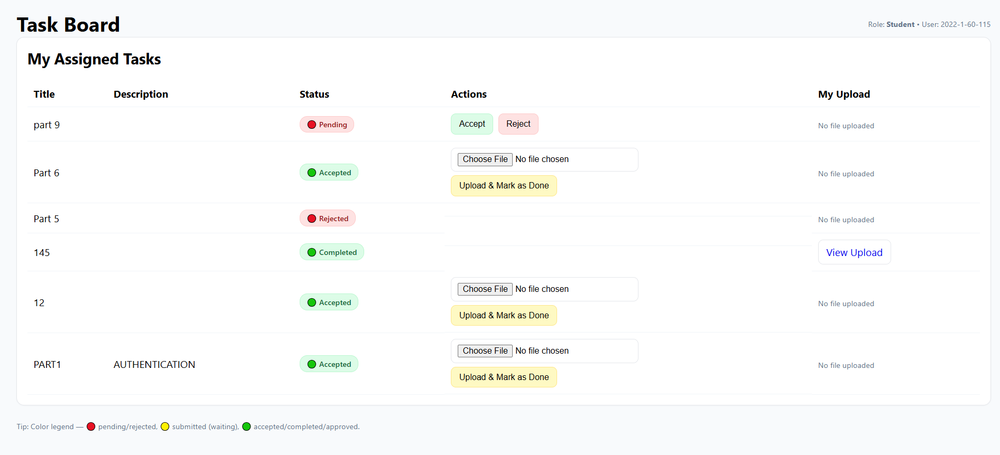 Task Board
Role: Student • User: 2022-1-60-115
My Assigned Tasks
Title Description Status Actions My Upload
part 9 Pending Accept Reject No file uploaded
Part 6 Accepted Choose File No file chosen No file uploaded
Upload & Mark as Done
Part 5 Rejected No file uploaded
145 Completed View Upload
12 Accepted Choose File No file chosen No file uploaded
Upload & Mark as Done
PART1 AUTHENTICATION Accepted Choose File No file chosen No file uploaded
Upload & Mark as Done
Tip: Color legend — pending/rejected, submitted (waiting), accepted/completed/approved.